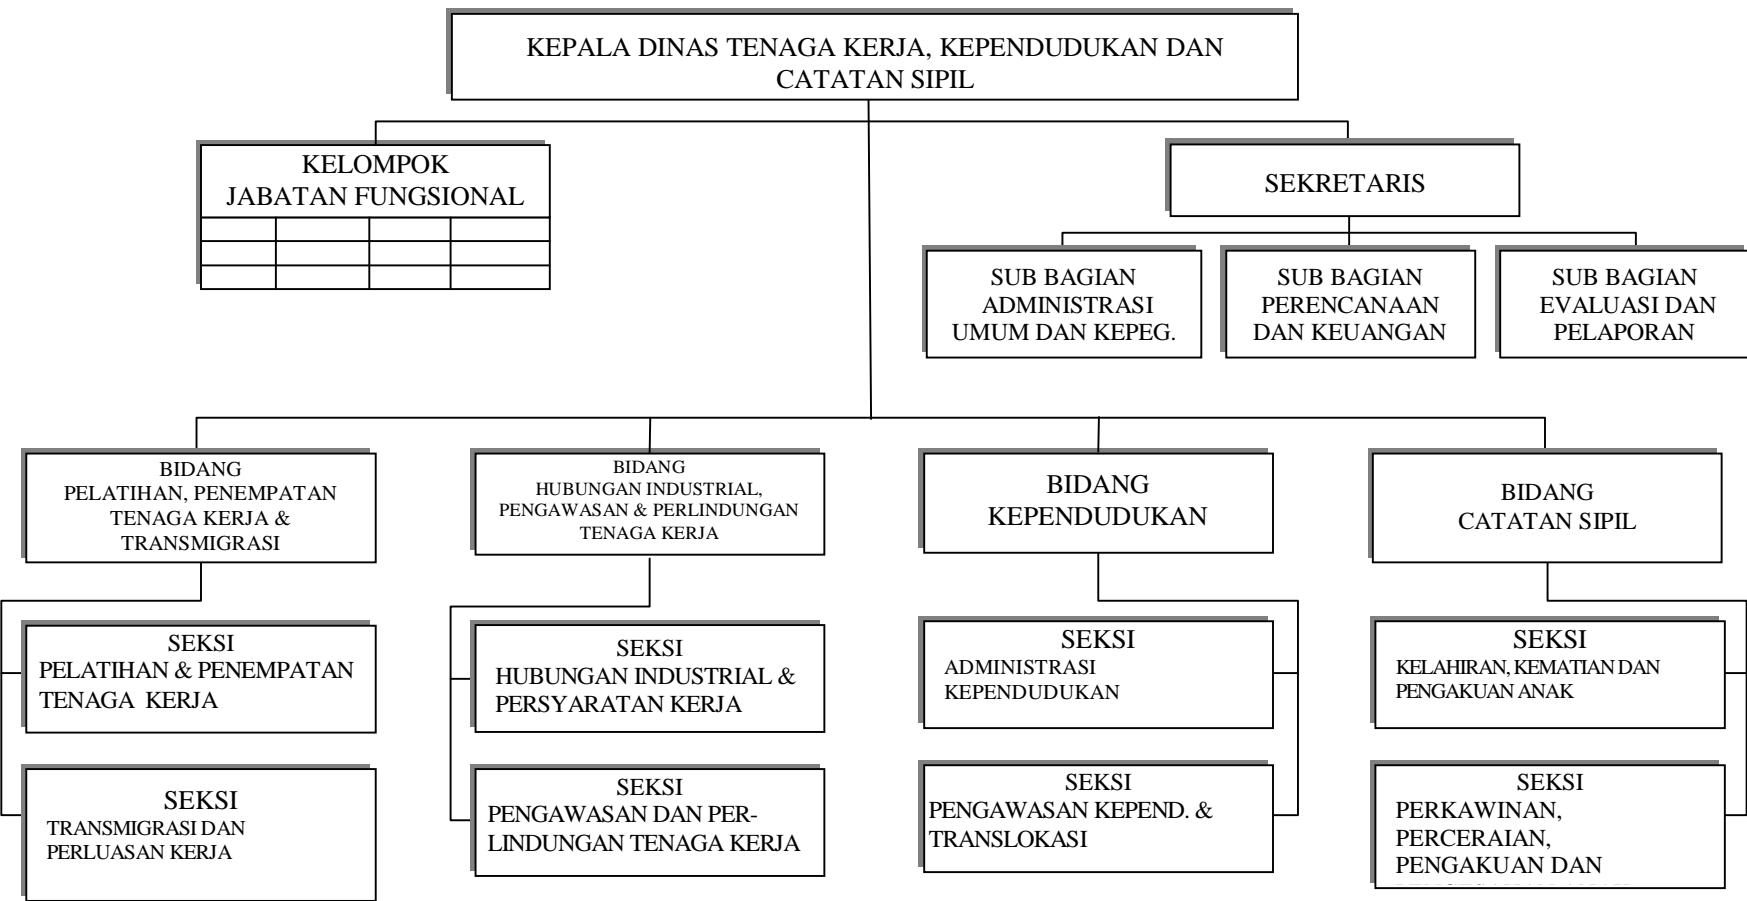 KEPALA DINAS TENAGA KERJA, KEPENDUDUKAN DAN
CATATAN SIPIL
KELOMPOK
JABATAN FUNGSIONAL
SEKRETARIS
SUB BAGIAN
ADMINISTRASI
UMUM DAN KEPEG.
SUB BAGIAN
PERENCANAAN
DAN KEUANGAN
SUB BAGIAN
EVALUASI DAN
PELAPORAN
BIDANG
PELATIHAN, PENEMPATAN
TENAGA KERJA &
TRANSMIGRASI
BIDANG
HUBUNGAN INDUSTRIAL,
PENGAWASAN & PERLINDUNGAN
TENAGA KERJA
BIDANG
KEPENDUDUKAN
BIDANG
CATATAN SIPIL
SEKSI
PELATIHAN & PENEMPATAN
TENAGA KERJA
SEKSI
HUBUNGAN INDUSTRIAL &
PERSYARATAN KERJA
SEKSI
ADMINISTRASI
KEPENDUDUKAN
SEKSI
KELAHIRAN, KEMATIAN DAN
PENGAKUAN ANAK
SEKSI
TRANSMIGRASI DAN
PERLUASAN KERJA
SEKSI
PENGAWASAN DAN PER-
LINDUNGAN TENAGA KERJA
SEKSI
PENGAWASAN KEPEND. &
TRANSLOKASI
SEKSI
PERKAWINAN,
PERCERAIAN,
PENGAKUAN DAN